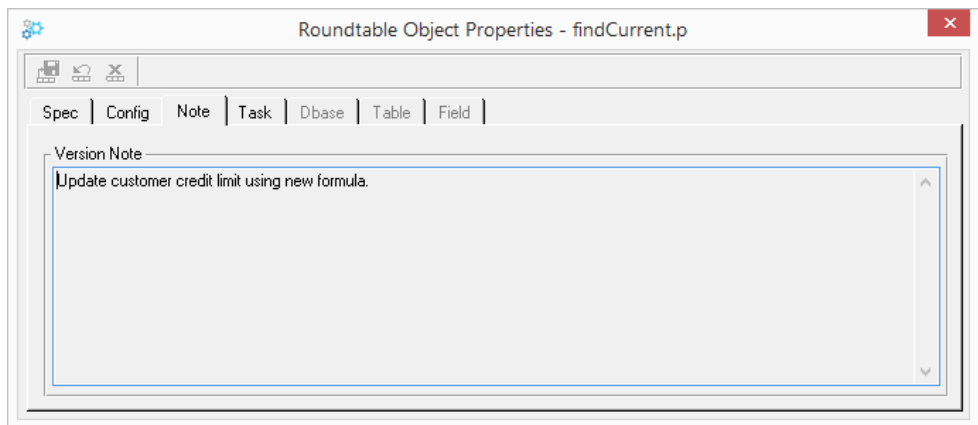 Roundtable Object Properties - findCurrent.p
Spec Config Note Task Dbase Table Field
Version Note
Update customer credit limit using new formula.